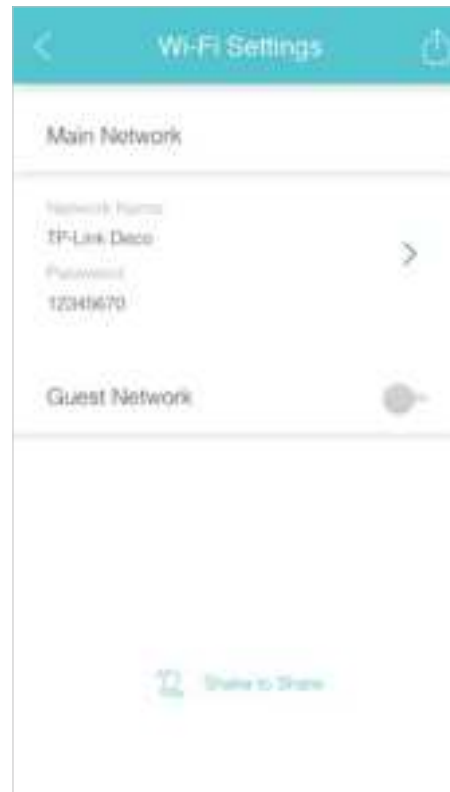 Wi-Fi Settings
Main Network
Network Name
TP-Link Deco
Password
12345670
Guest Network
Shake to Share